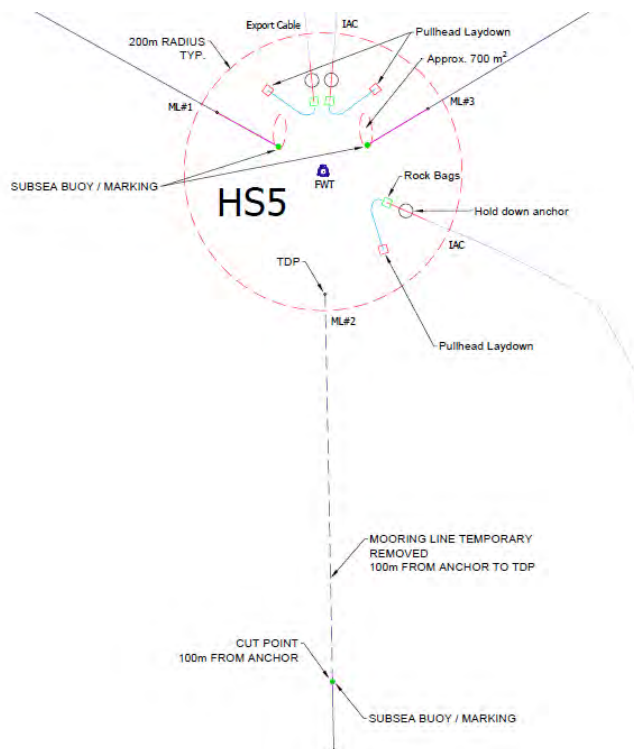 Export Cable
IAC
Pullhead Laydown
200m RADIUS
TYP.
Approx. 700 m²
ML#1
ML#3
SUBSEA BUOY / MARKING
FWT
Rock Bags
HS5
Hold down anchor
IAC
TDP
ML#2
Pullhead Laydown
MOORING LINE TEMPORARY
REMOVED
100m FROM ANCHOR TO TDP
CUT POINT
100m FROM ANCHOR
SUBSEA BUOY / MARKING